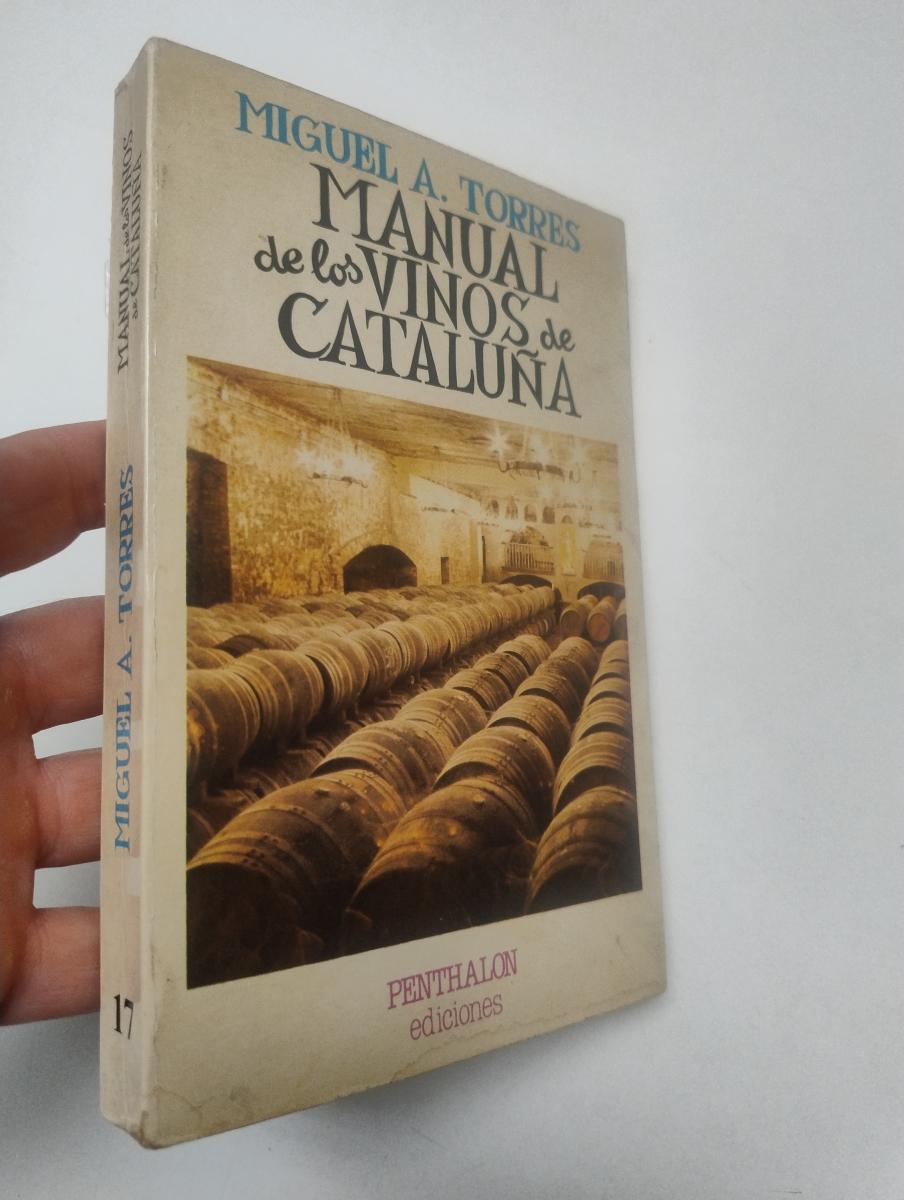 MIGUEL A. TORRES
MANUAL
de los VINOS de
CATALUÑA
PENTHALON
ediciones
MANUAL de los VINOS
de CATALUÑA
MIGUEL A. TORRES
17